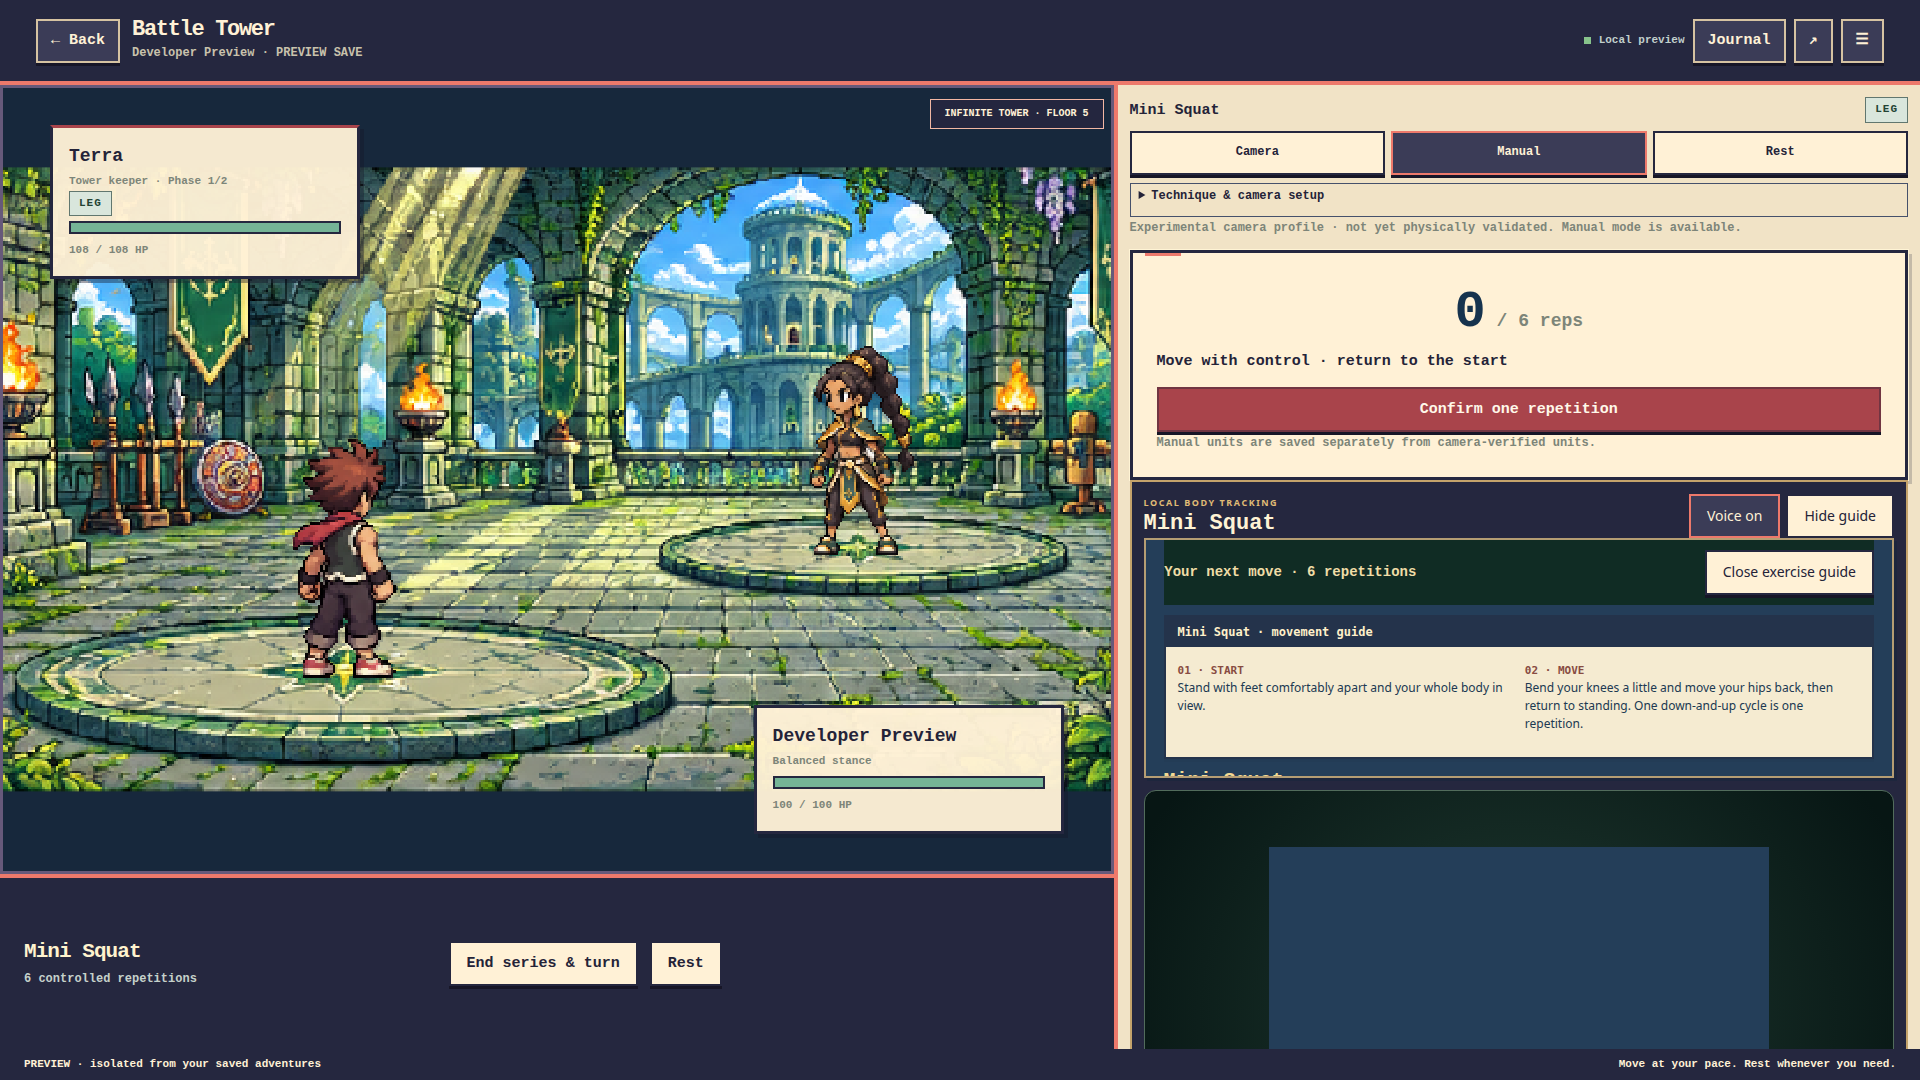 ← Back
Battle Tower
Developer Preview · PREVIEW SAVE
Local preview
Journal
↗
☰
INFINITE TOWER · FLOOR 5
Terra
Tower keeper · Phase 1/2
LEG
108 / 108 HP
Developer Preview
Balanced stance
100 / 100 HP
Mini Squat
6 controlled repetitions
End series & turn
Rest
Mini Squat
LEG
Camera
Manual
Rest
▶ Technique & camera setup
Experimental camera profile · not yet physically validated. Manual mode is available.
0 / 6 reps
Move with control · return to the start
Confirm one repetition
Manual units are saved separately from camera-verified units.
LOCAL BODY TRACKING
Mini Squat
Voice on
Hide guide
Your next move · 6 repetitions
Close exercise guide
Mini Squat · movement guide
01 · START
Stand with feet comfortably apart and your whole body in
view.
02 · MOVE
Bend your knees a little and move your hips back, then
return to standing. One down-and-up cycle is one
repetition.
Mini Squat
PREVIEW · isolated from your saved adventures
Move at your pace. Rest whenever you need.